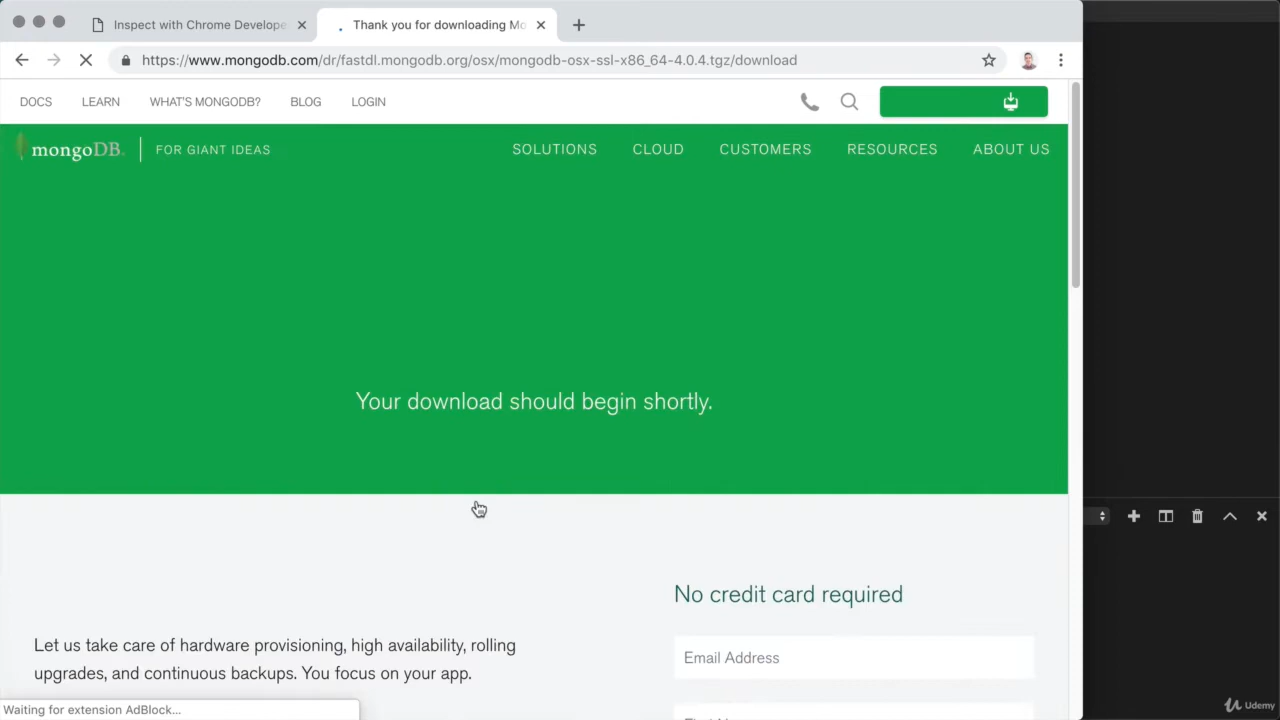 Inspect with Chrome Develope
Thank you for downloading Mo
https://www.mongodb.com/dr/fastdl.mongodb.org/osx/mongodb-osx-ssl-x86_64-4.0.4.tgz/download
DOCS LEARN WHAT'S MONGODB? BLOG LOGIN
mongoDB. FOR GIANT IDEAS SOLUTIONS CLOUD CUSTOMERS RESOURCES ABOUT US
Your download should begin shortly.
No credit card required
Let us take care of hardware provisioning, high availability, rolling
upgrades, and continuous backups. You focus on your app.
Email Address
Waiting for extension AdBlock...
Udemy